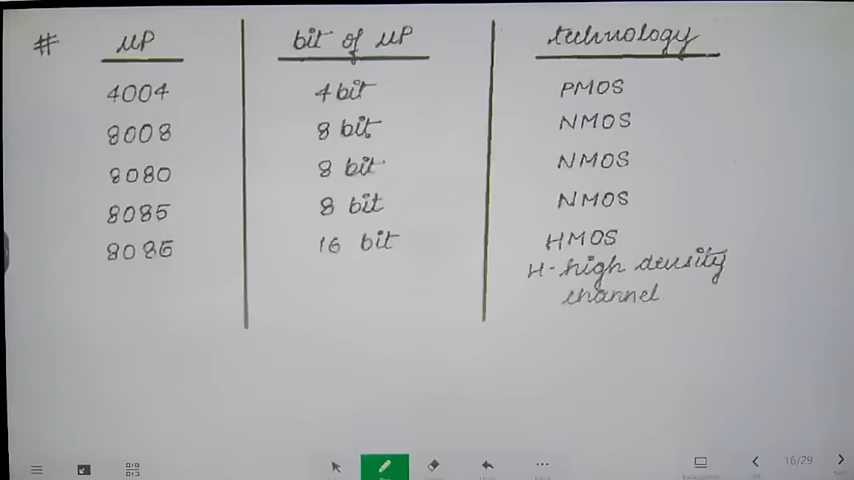 # μP bit of μP technology
4004 4 bit PMOS
8008 8 bit NMOS
8080 8 bit NMOS
8085 8 bit NMOS
8086 16 bit HMOS
H - high density
channel
16/29